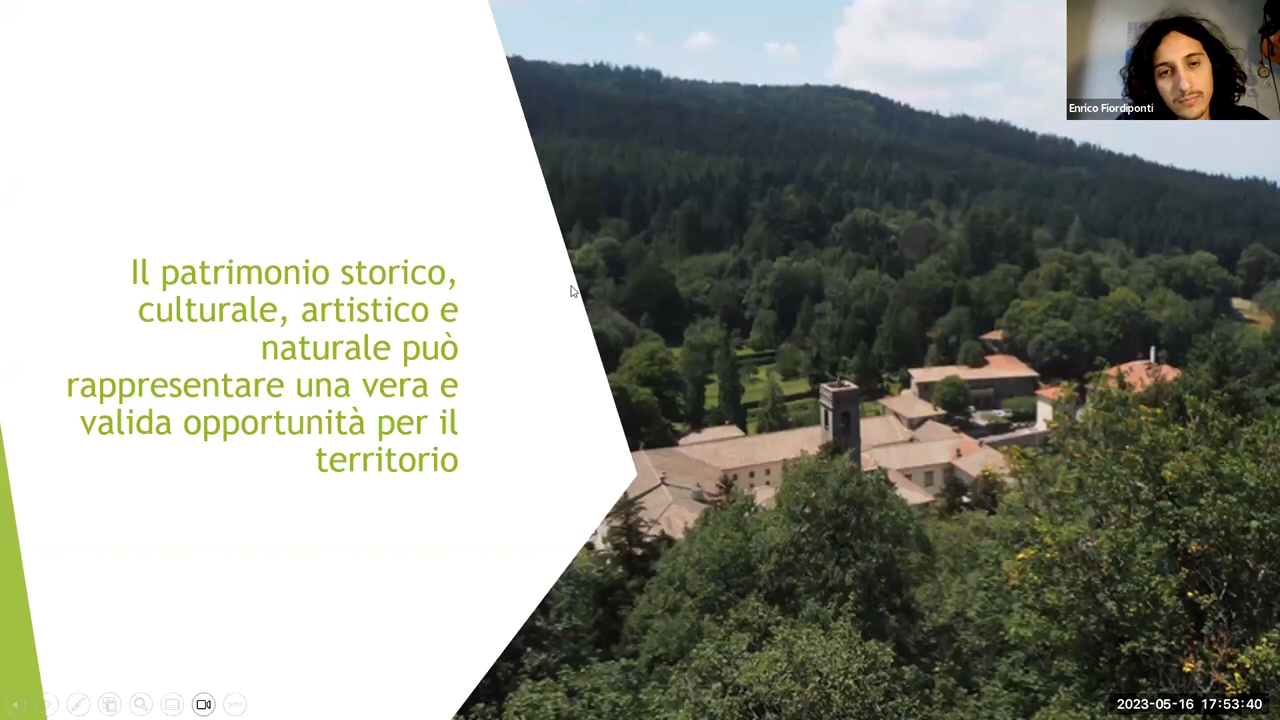 Enrico Fiordiponti
Il patrimonio storico,
culturale, artistico e
naturale può
rappresentare una vera e
valida opportunità per il
territorio
2023-05-16 17:53:40